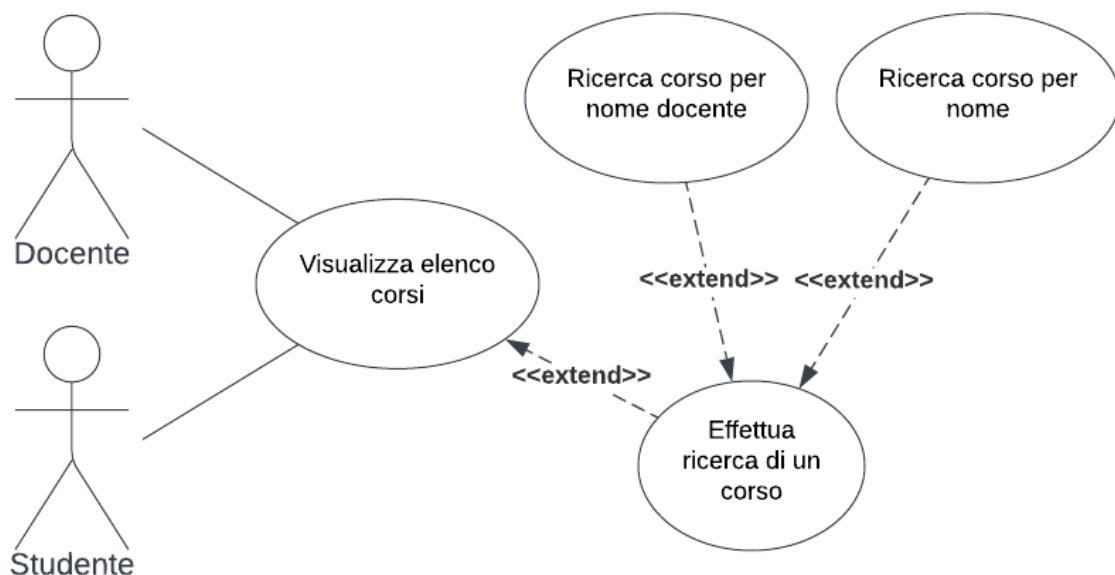 Docente
Studente
Visualizza elenco
corsi
Ricerca corso per
nome docente
Ricerca corso per
nome
<<extend>>
<<extend>>
<<extend>>
Effettua
ricerca di un
corso